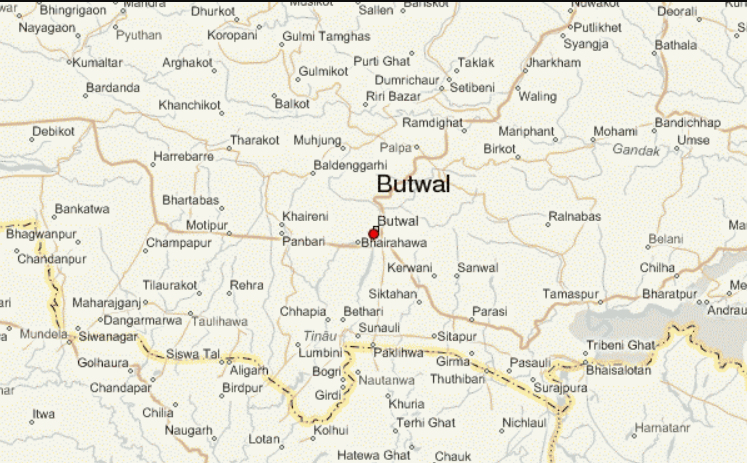 Bhingrigaon
Mandra
Dhurkot
Musikot
Sallen
Bariskot
Nuwakot
Deorali
Nayagaon
Pyuthan
Koropani
Gulmi Tamghas
Putlikhet
Syangja
Bathala
Kumaltar
Arghakot
Purti Ghat
Taklak
Jharkham
Gulmikot
Dumrichaur
Setibeni
Bardanda
Khanchikot
Balkot
Riri Bazar
Waling
Debikot
Tharakot
Muhjung
Ramdighat
Mariphant
Mohami
Bandichhap
Harrebarre
Palpa
Birkot
Gandak
Umse
Baldenggarhi
Butwal
Bankatwa
Bhartabas
Khaireni
Butwal
Ralnabas
Bhagwanpur
Motipur
Panbari
Bhairahawa
Belani
Chandanpur
Champapur
Kerwani
Sanwal
Chilha
Tilaurakot
Rehra
Siktahan
Tamaspur
Bharatpur
Maharajganj
Dangarmarwa
Taulihawa
Chhapia
Bethari
Parasi
Andrau
Mundela
Siwanagar
Tinău
Sunauli
Sitapur
Siswa Tal
Lumbini
Paklihwa
Tribeni Ghat
Golhaura
Aligarh
Bogri
Girma
Pasauli
Bhaisalotan
Chandapar
Birdpur
Nautanwa
Thuthibari
Surajpura
Girdi
Itwa
Chilia
Khuria
Naugarh
Lotan
Kolhui
Terhi Ghat
Nichlaul
Harnatanr
Hatewa Ghat
Chauk